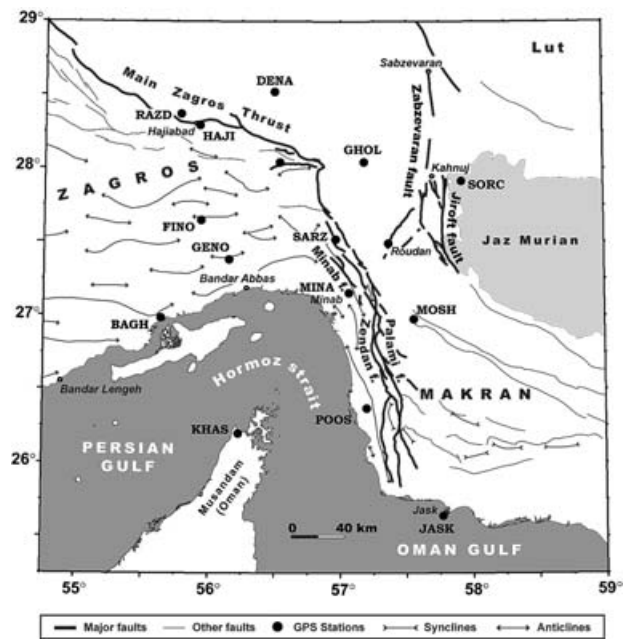 29°
Lut
Sabzevaran
DENA
Main Zagros Thrust
RAZD
Hajiabad
HAJI
Zabzevaran fault
GHOL
28°
Kahnuj
SORC
ZAGROS
Jiroft fault
FINO
SARZ
Jaz Murian
Roudan
GENO
Minab f.
Bandar Abbas
MINA
Minab
27°
BAGH
MOSH
Zendan f.
Palamj f.
Hormoz strait
MAKRAN
Bandar Lengeh
POOS
KHAS
PERSIAN
GULF
26°
Musandam
(Oman)
Jask
JASK
0 40 km
OMAN GULF
55° 56° 57° 58° 59°
Major faults Other faults GPS Stations Synclines Anticlines